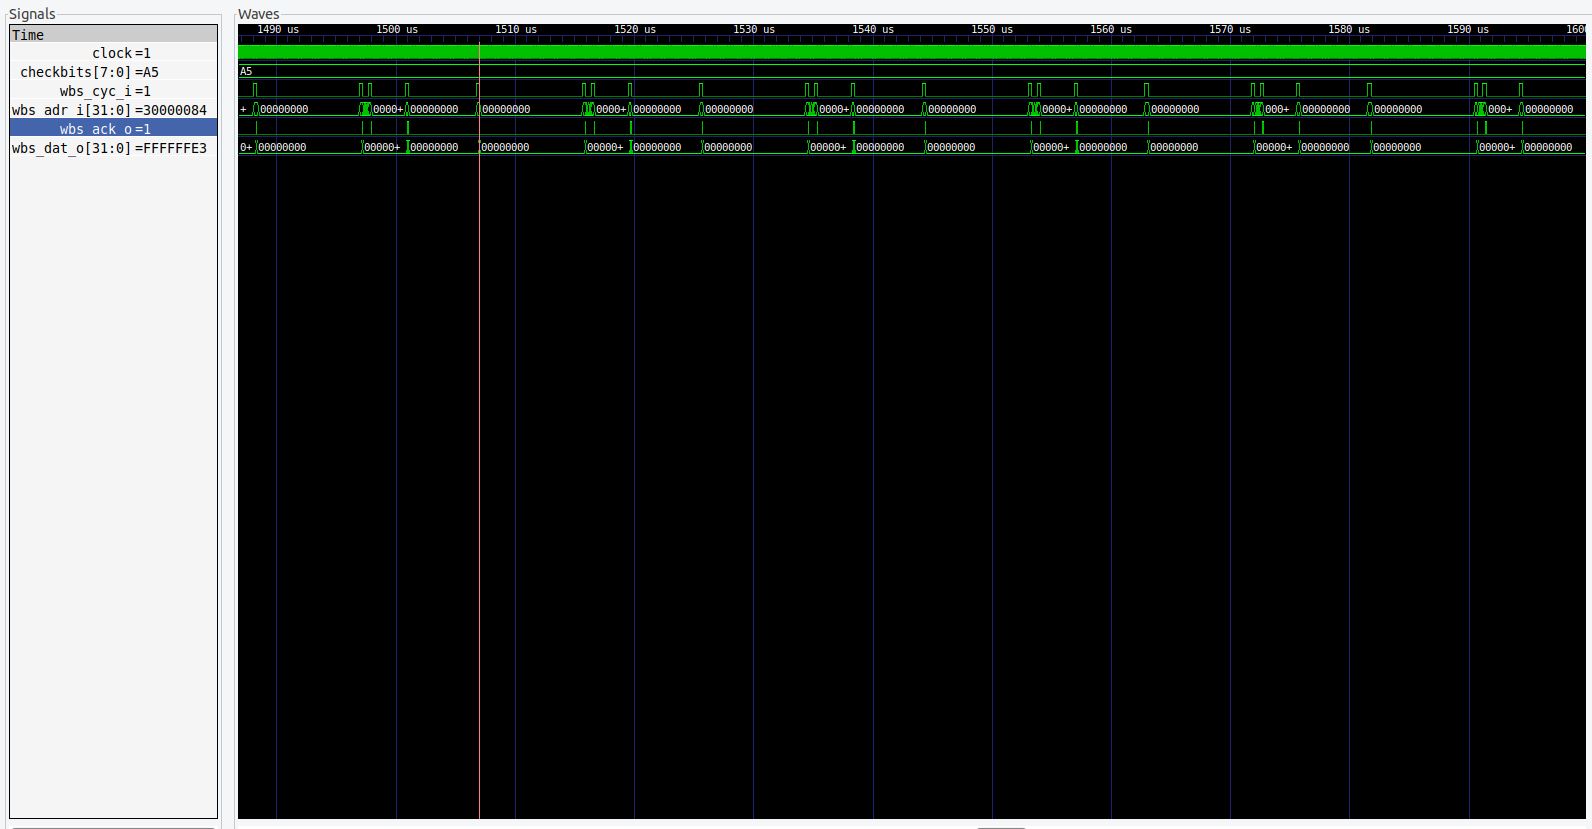 Signals
Waves
Time
1490 us 1500 us 1510 us 1520 us 1530 us 1540 us 1550 us 1560 us 1570 us 1580 us 1590 us 1600
clock=1
checkbits[7:0]=A5
A5
wbs_cyc_i=1
wbs_adr_i[31:0]=30000084
+ 00000000 0000+ 00000000 00000000 0000+ 00000000 00000000 0000+ 00000000 00000000 0000+ 00000000 00000000 000+ 00000000 00000000 000+ 00000000
wbs_ack_o=1
wbs_dat_o[31:0]=FFFFFFE3
0+ 00000000 00000+ 00000000 00000000 00000+ 00000000 00000000 00000+ 00000000 00000000 00000+ 00000000 00000000 00000+ 00000000 00000000 00000+ 00000000